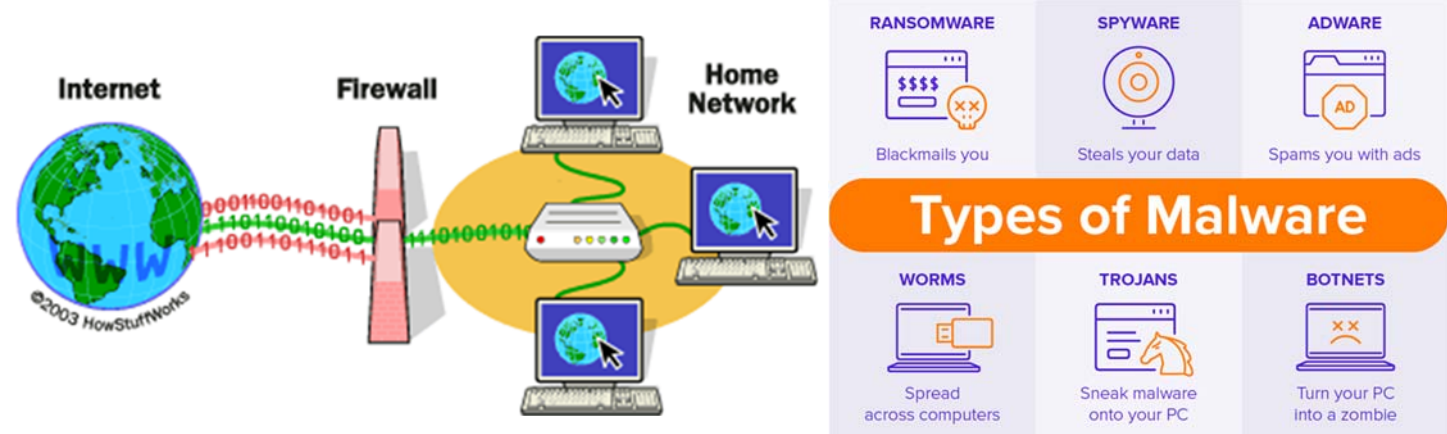 Internet
Firewall
Home
Network
WWW
©2003 HowStuffWorks
RANSOMWARE
SPYWARE
ADWARE
$$$$
AD
Blackmails you
Steals your data
Spams you with ads
Types of Malware
WORMS
TROJANS
BOTNETS
Spread
across computers
Sneak malware
onto your PC
Turn your PC
into a zombie